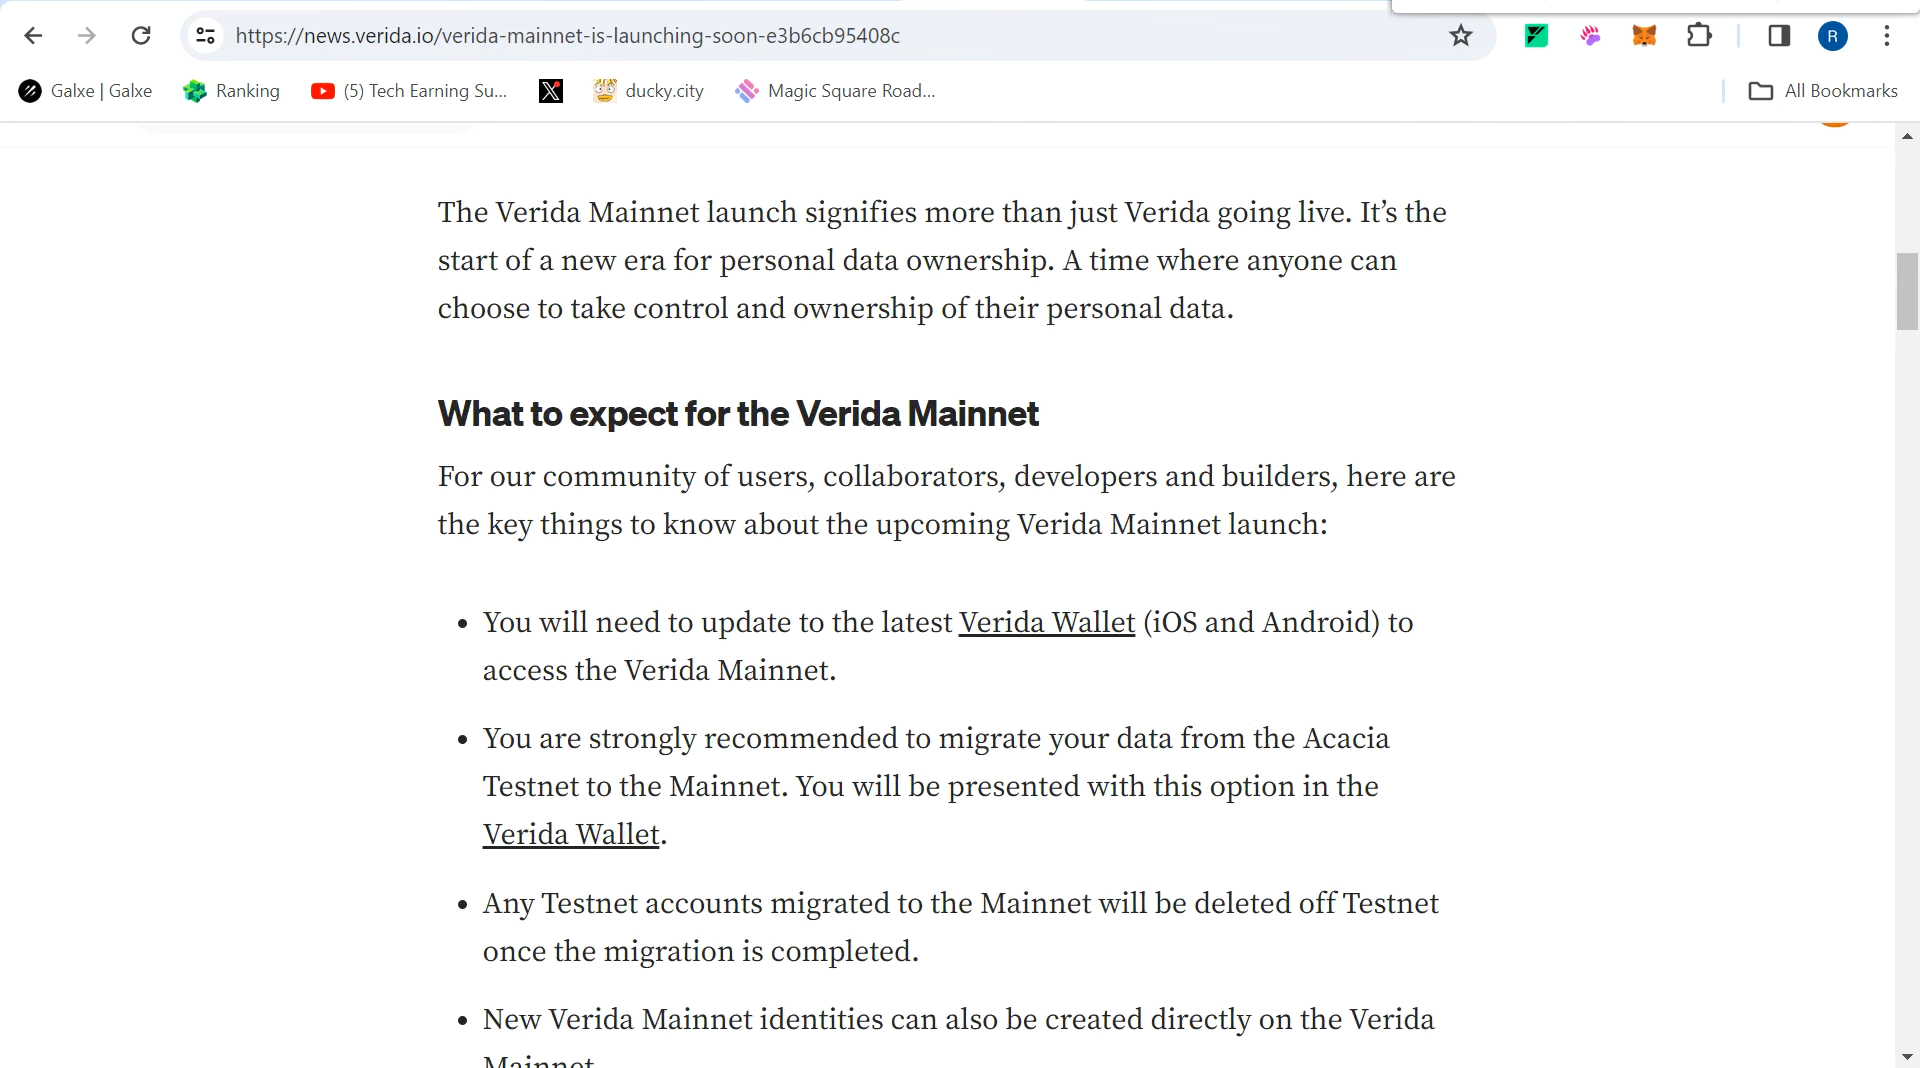 https://news.verida.io/verida-mainnet-is-launching-soon-e3b6cb95408c
R
Galxe | Galxe
Ranking
(5) Tech Earning Su...
ducky.city
Magic Square Road...
All Bookmarks
The Verida Mainnet launch signifies more than just Verida going live. It’s the
start of a new era for personal data ownership. A time where anyone can
choose to take control and ownership of their personal data.
What to expect for the Verida Mainnet
For our community of users, collaborators, developers and builders, here are
the key things to know about the upcoming Verida Mainnet launch:
• You will need to update to the latest Verida Wallet (iOS and Android) to
access the Verida Mainnet.
• You are strongly recommended to migrate your data from the Acacia
Testnet to the Mainnet. You will be presented with this option in the
Verida Wallet.
• Any Testnet accounts migrated to the Mainnet will be deleted off Testnet
once the migration is completed.
• New Verida Mainnet identities can also be created directly on the Verida
Mainnet